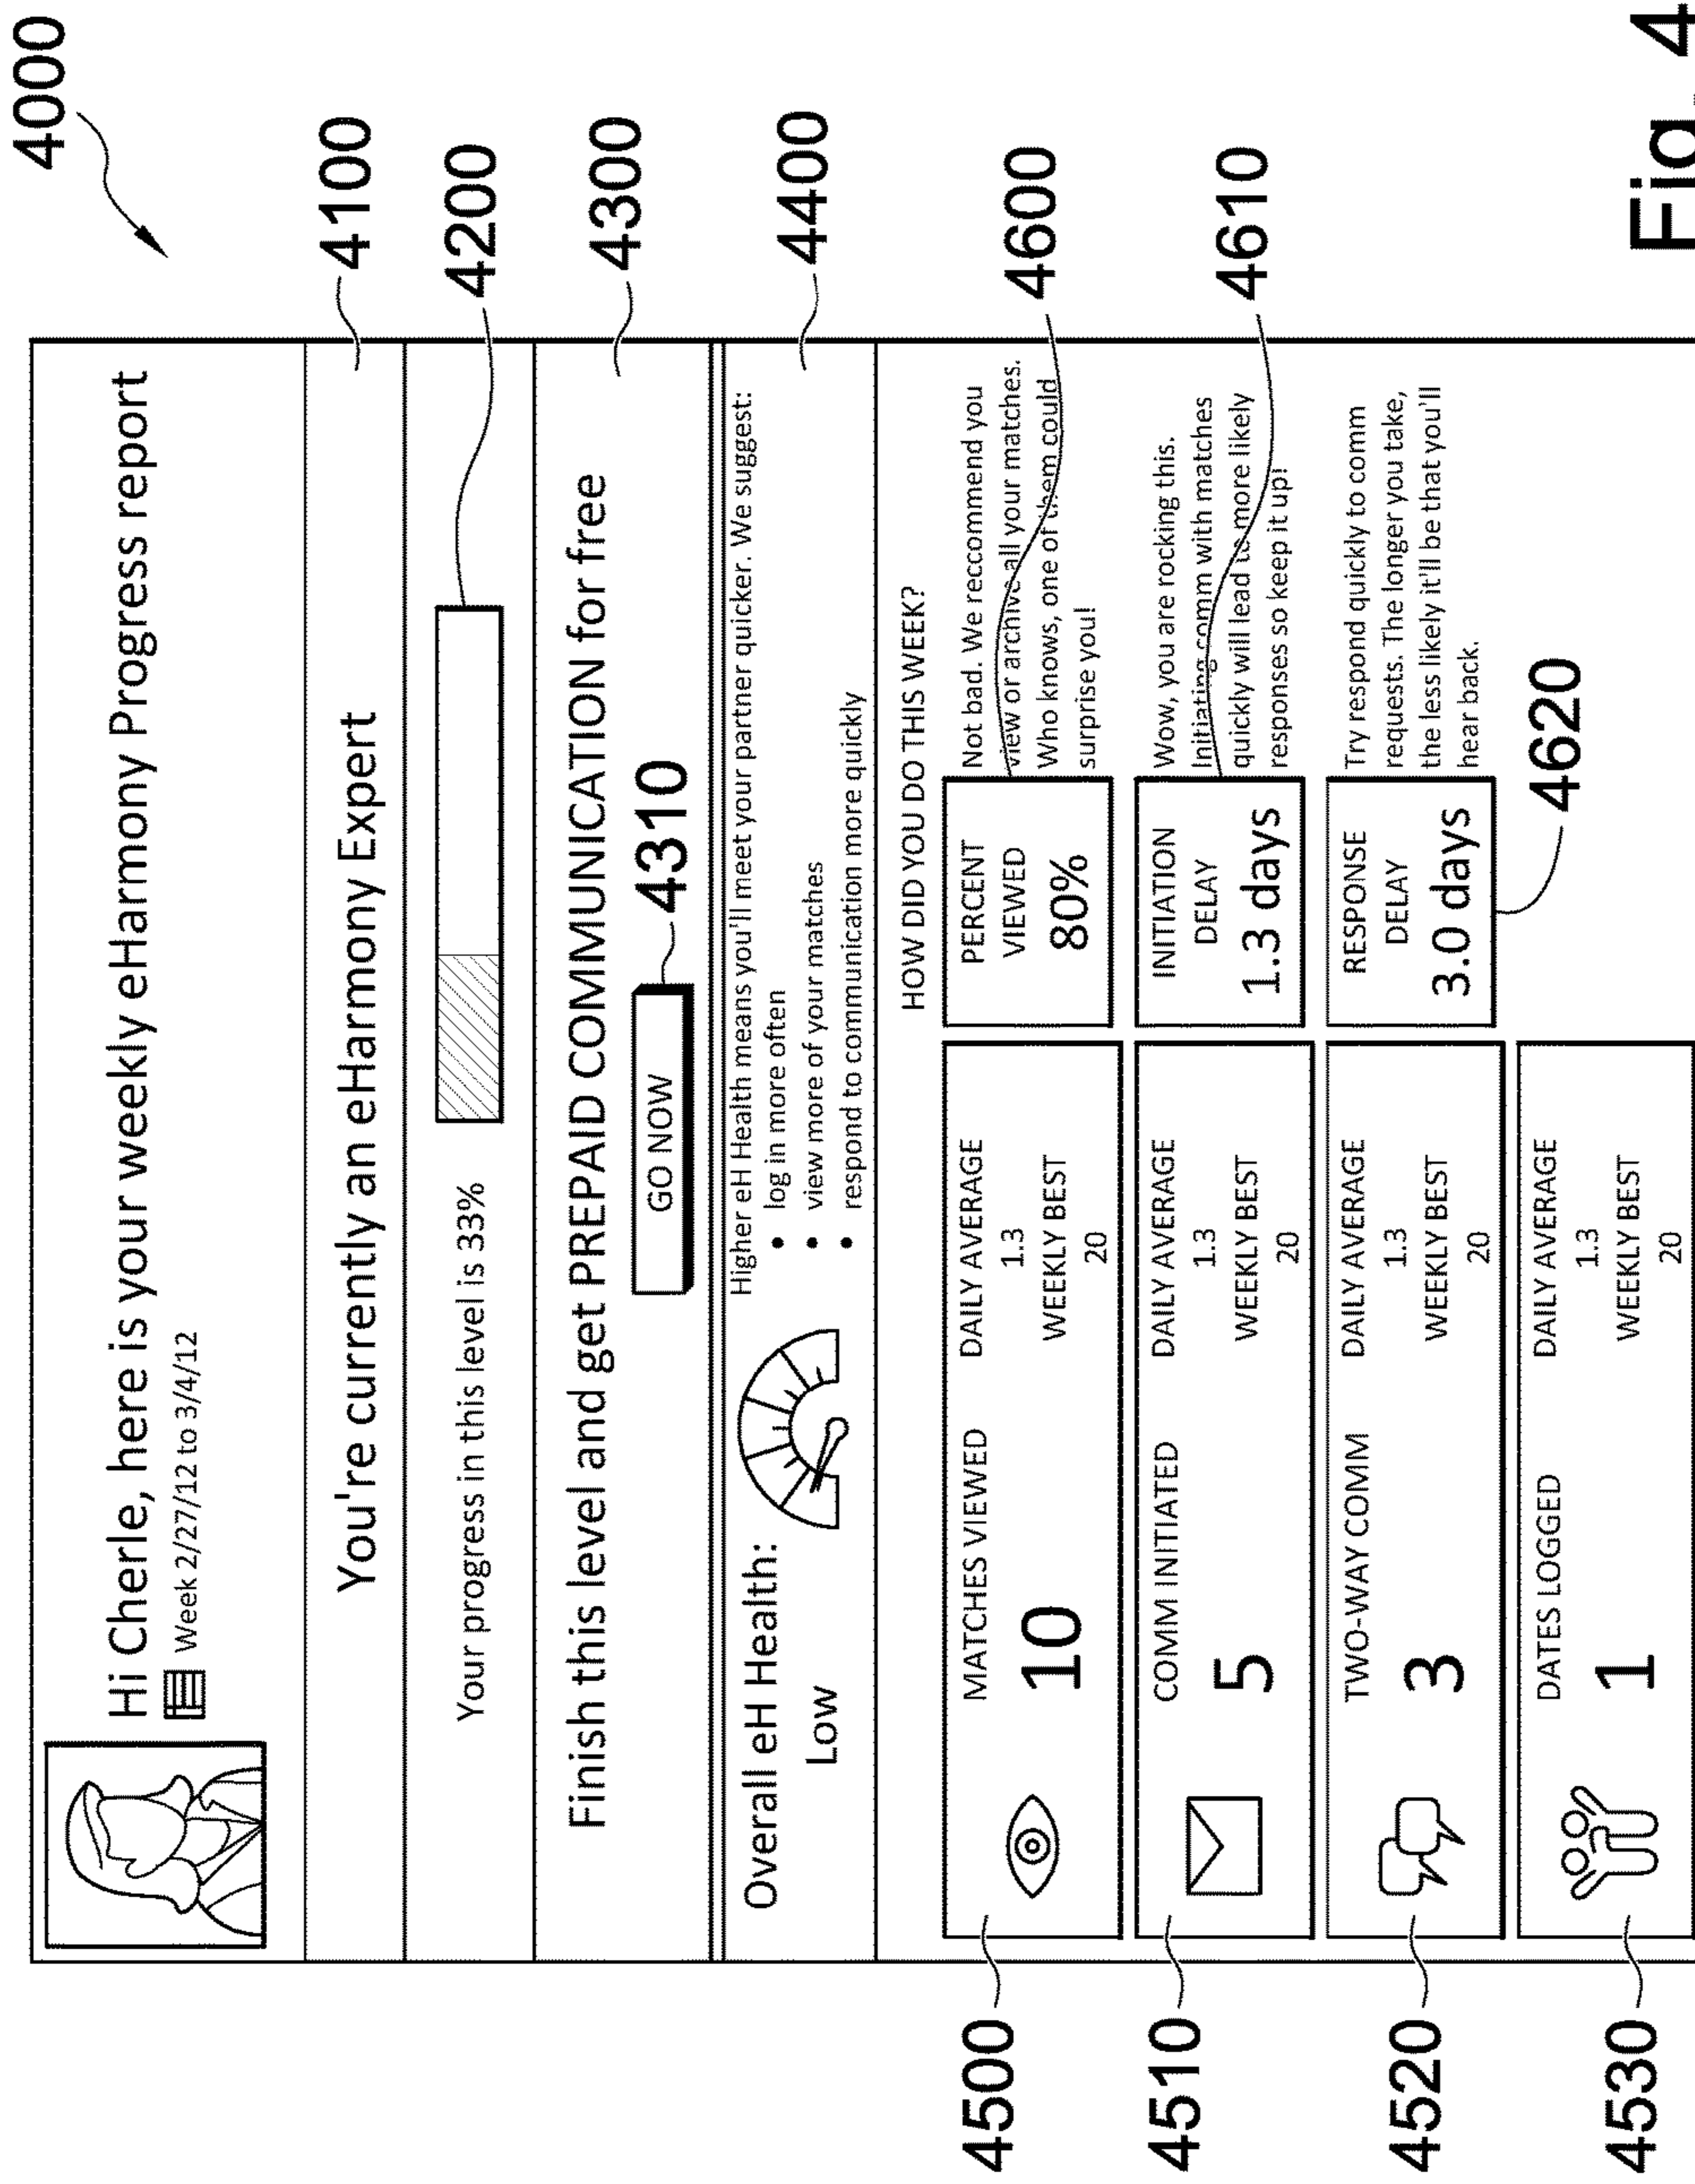 4000
Hi Cherle, here is your weekly eHarmony Progress report
Week 2/27/12 to 3/4/12
You're currently an eHarmony Expert
4100
Your progress in this level is 33%
4200
Finish this level and get PREPAID COMMUNICATION for free
4300
GO NOW
4310
Overall eH Health:
Low
Higher eH Health means you'll meet your partner quicker. We suggest:
• log in more often
• view more of your matches
• respond to communication more quickly
4400
HOW DID YOU DO THIS WEEK?
4500
MATCHES VIEWED
10
DAILY AVERAGE
1.3
WEEKLY BEST
20
PERCENT
VIEWED
80%
Not bad. We reccommend you
view or archive all your matches.
Who knows, one of them could
surprise you!
4600
4510
COMM INITIATED
5
DAILY AVERAGE
1.3
WEEKLY BEST
20
INITIATION
DELAY
1.3 days
Wow, you are rocking this.
Initiating comm with matches
quickly will lead to more likely
responses so keep it up!
4610
4520
TWO-WAY COMM
3
DAILY AVERAGE
1.3
WEEKLY BEST
20
RESPONSE
DELAY
3.0 days
Try respond quickly to comm
requests. The longer you take,
the less likely it'll be that you'll
hear back.
4620
4530
DATES LOGGED
1
DAILY AVERAGE
1.3
WEEKLY BEST
20
Fig. 4